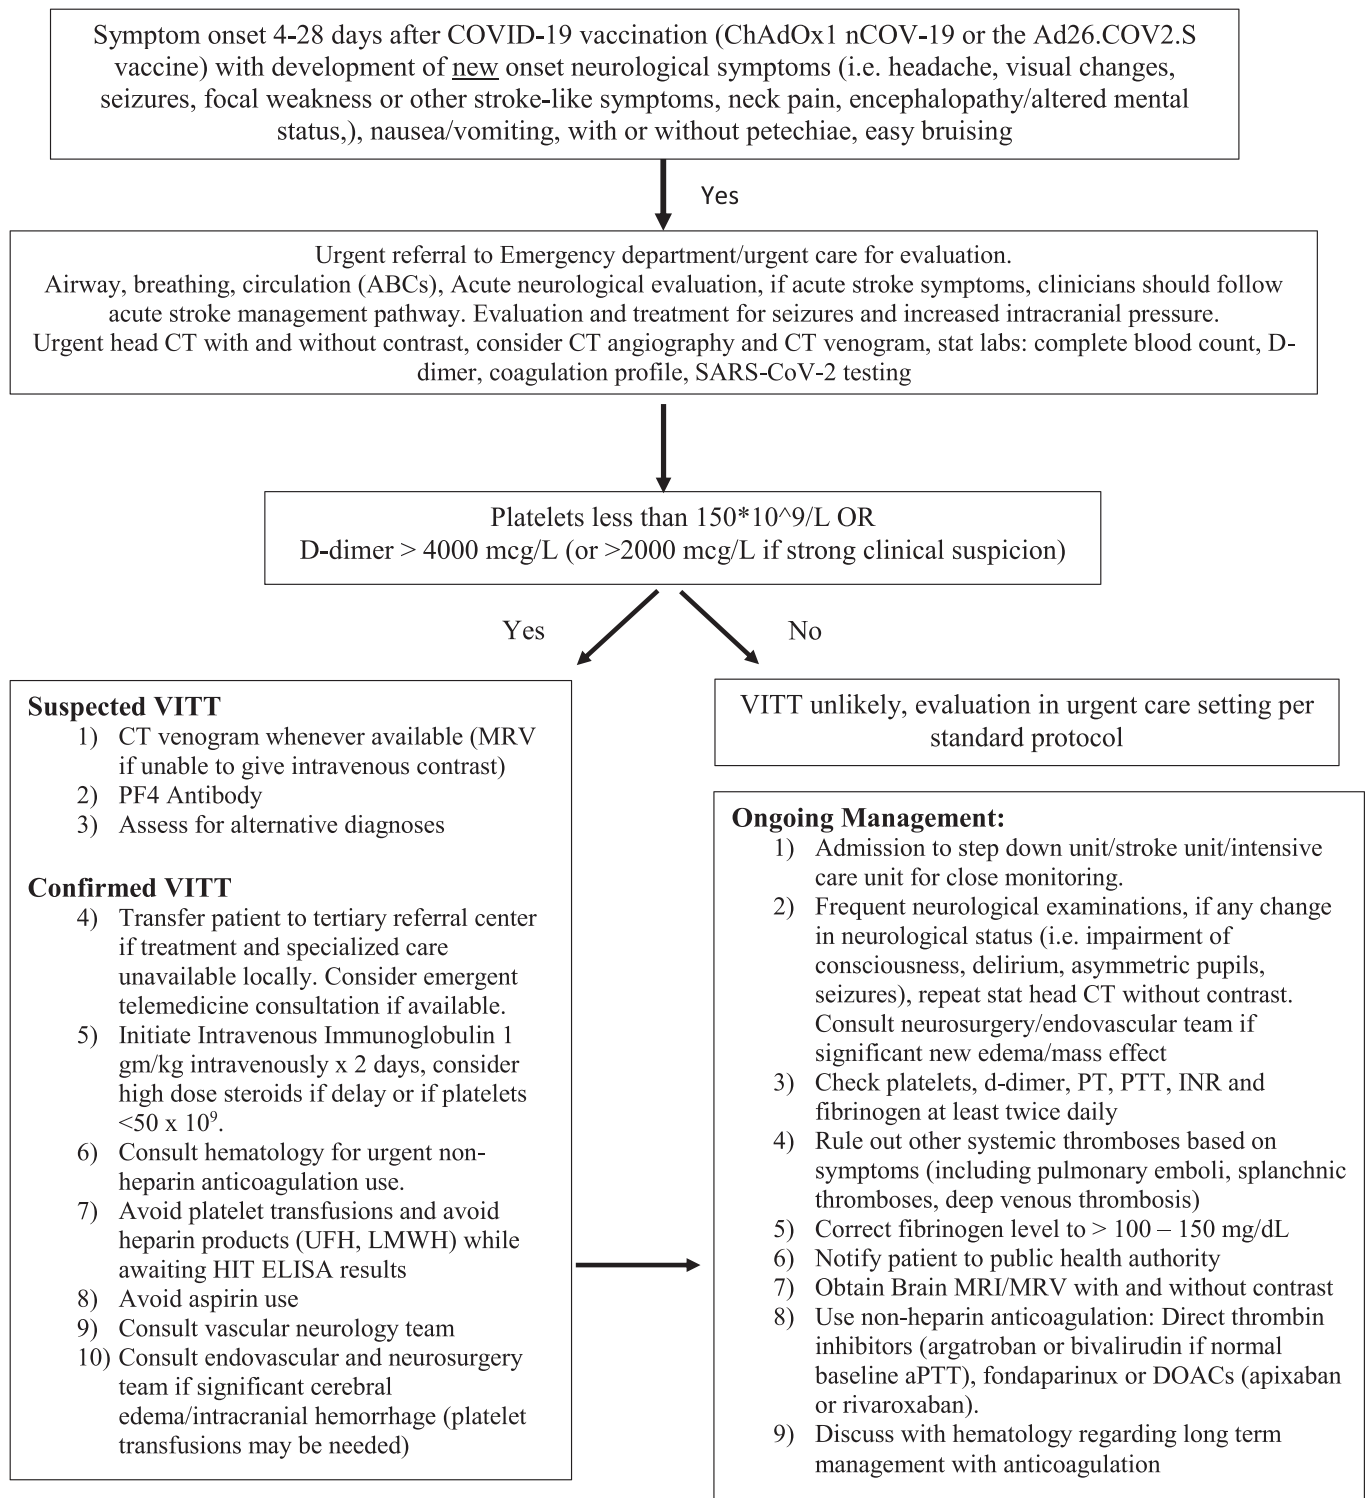 Symptom onset 4-28 days after COVID-19 vaccination (ChAdOx1 nCOV-19 or the Ad26.COV2.S
vaccine) with development of new onset neurological symptoms (i.e. headache, visual changes,
seizures, focal weakness or other stroke-like symptoms, neck pain, encephalopathy/altered mental
status,), nausea/vomiting, with or without petechiae, easy bruising
Yes
Urgent referral to Emergency department/urgent care for evaluation.
Airway, breathing, circulation (ABCs), Acute neurological evaluation, if acute stroke symptoms, clinicians should follow
acute stroke management pathway. Evaluation and treatment for seizures and increased intracranial pressure.
Urgent head CT with and without contrast, consider CT angiography and CT venogram, stat labs: complete blood count, D-
dimer, coagulation profile, SARS-CoV-2 testing
Platelets less than 150*10^9/L OR
D-dimer > 4000 mcg/L (or >2000 mcg/L if strong clinical suspicion)
Yes
No
Suspected VITT
1) CT venogram whenever available (MRV
if unable to give intravenous contrast)
2) PF4 Antibody
3) Assess for alternative diagnoses
Confirmed VITT
4) Transfer patient to tertiary referral center
if treatment and specialized care
unavailable locally. Consider emergent
telemedicine consultation if available.
5) Initiate Intravenous Immunoglobulin 1
gm/kg intravenously x 2 days, consider
high dose steroids if delay or if platelets
<50 x 10⁹.
6) Consult hematology for urgent non-
heparin anticoagulation use.
7) Avoid platelet transfusions and avoid
heparin products (UFH, LMWH) while
awaiting HIT ELISA results
8) Avoid aspirin use
9) Consult vascular neurology team
10) Consult endovascular and neurosurgery
team if significant cerebral
edema/intracranial hemorrhage (platelet
transfusions may be needed)
VITT unlikely, evaluation in urgent care setting per
standard protocol
Ongoing Management:
1) Admission to step down unit/stroke unit/intensive
care unit for close monitoring.
2) Frequent neurological examinations, if any change
in neurological status (i.e. impairment of
consciousness, delirium, asymmetric pupils,
seizures), repeat stat head CT without contrast.
Consult neurosurgery/endovascular team if
significant new edema/mass effect
3) Check platelets, d-dimer, PT, PTT, INR and
fibrinogen at least twice daily
4) Rule out other systemic thromboses based on
symptoms (including pulmonary emboli, splanchnic
thromboses, deep venous thrombosis)
5) Correct fibrinogen level to > 100 – 150 mg/dL
6) Notify patient to public health authority
7) Obtain Brain MRI/MRV with and without contrast
8) Use non-heparin anticoagulation: Direct thrombin
inhibitors (argatroban or bivalirudin if normal
baseline aPTT), fondaparinux or DOACs (apixaban
or rivaroxaban).
9) Discuss with hematology regarding long term
management with anticoagulation